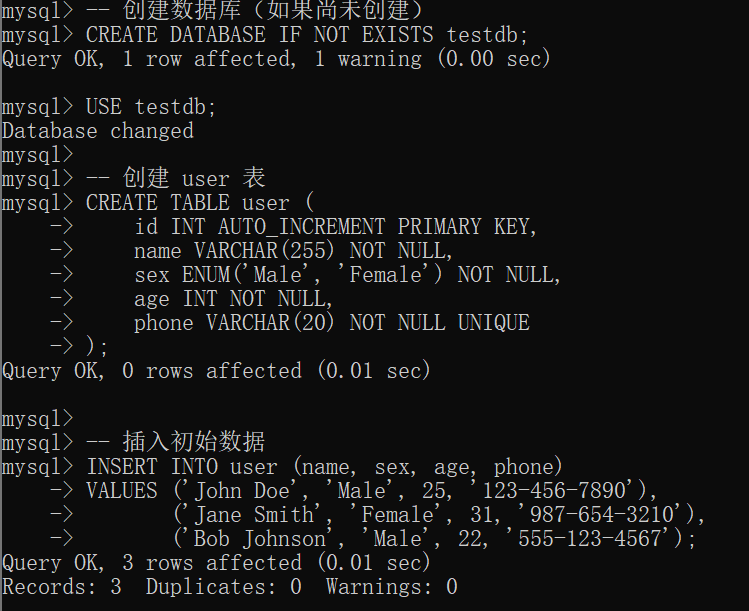 mysql> -- 创建数据库（如果尚未创建）
mysql> CREATE DATABASE IF NOT EXISTS testdb;
Query OK, 1 row affected, 1 warning (0.00 sec)
mysql> USE testdb;
Database changed
mysql>
mysql> -- 创建 user 表
mysql> CREATE TABLE user (
    ->     id INT AUTO_INCREMENT PRIMARY KEY,
    ->     name VARCHAR(255) NOT NULL,
    ->     sex ENUM('Male', 'Female') NOT NULL,
    ->     age INT NOT NULL,
    ->     phone VARCHAR(20) NOT NULL UNIQUE
    -> );
Query OK, 0 rows affected (0.01 sec)
mysql>
mysql> -- 插入初始数据
mysql> INSERT INTO user (name, sex, age, phone)
    -> VALUES ('John Doe', 'Male', 25, '123-456-7890'),
    ->        ('Jane Smith', 'Female', 31,'987-654-3210'),
    ->        ('Bob Johnson', 'Male', 22, '555-123-4567');
Query OK, 3 rows affected (0.01 sec)
Records: 3  Duplicates: 0  Warnings: 0